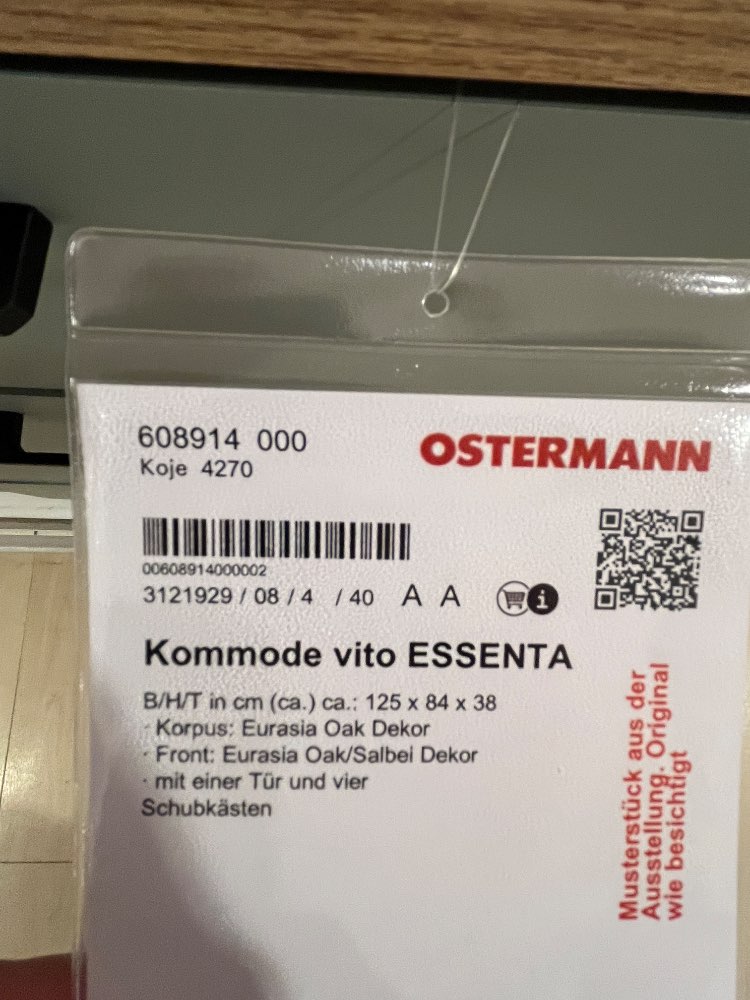 608914 000
Koje 4270
OSTERMANN
00608914000002
3121929 / 08 / 4 / 40 A A
i
Kommode vito ESSENTA
B/H/T in cm (ca.) ca.: 125 x 84 x 38
· Korpus: Eurasia Oak Dekor
· Front: Eurasia Oak/Salbei Dekor
· mit einer Tür und vier
Schubkästen
Musterstück aus der
Ausstellung. Original
wie besichtigt